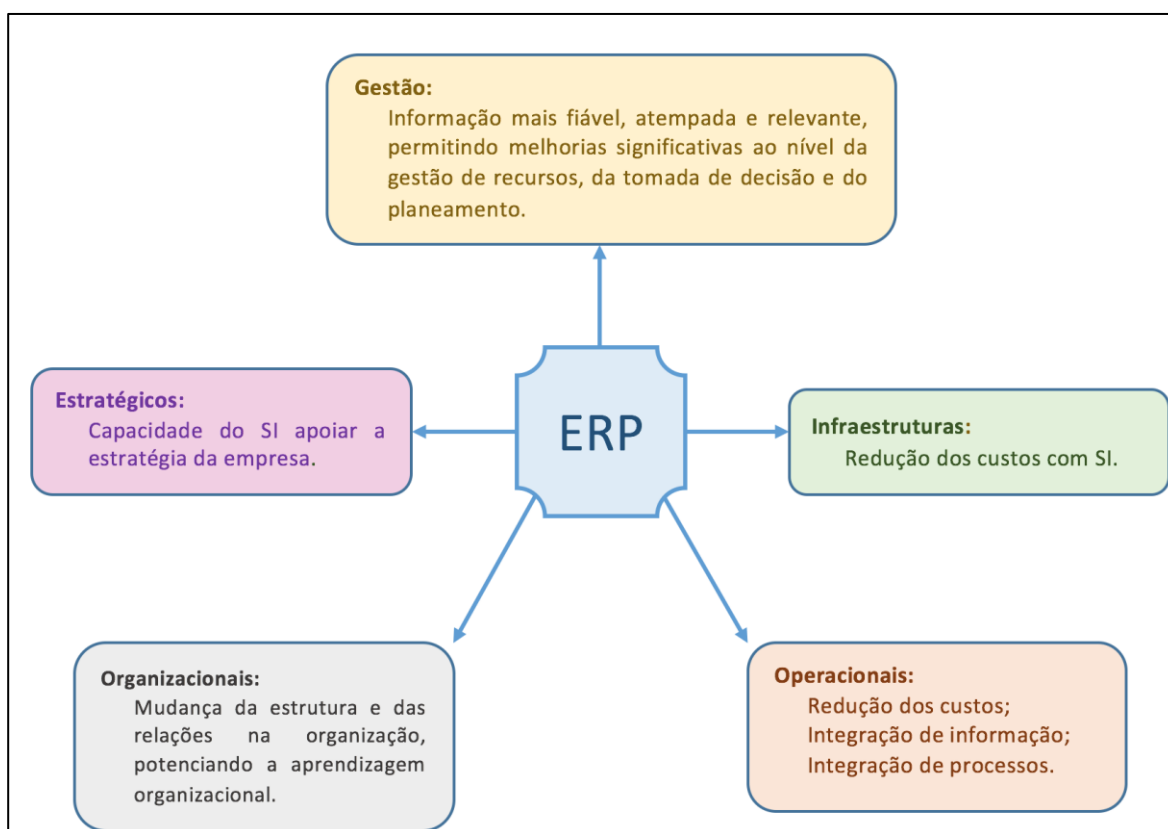 Gestão:
Informação mais fiável, atempada e relevante,
permitindo melhorias significativas ao nível da
gestão de recursos, da tomada de decisão e do
planeamento.
Estratégicos:
Capacidade do SI apoiar a
estratégia da empresa.
ERP
Infraestruturas:
Redução dos custos com SI.
Organizacionais:
Mudança da estrutura e das
relações na organização,
potenciando a aprendizagem
organizacional.
Operacionais:
Redução dos custos;
Integração de informação;
Integração de processos.